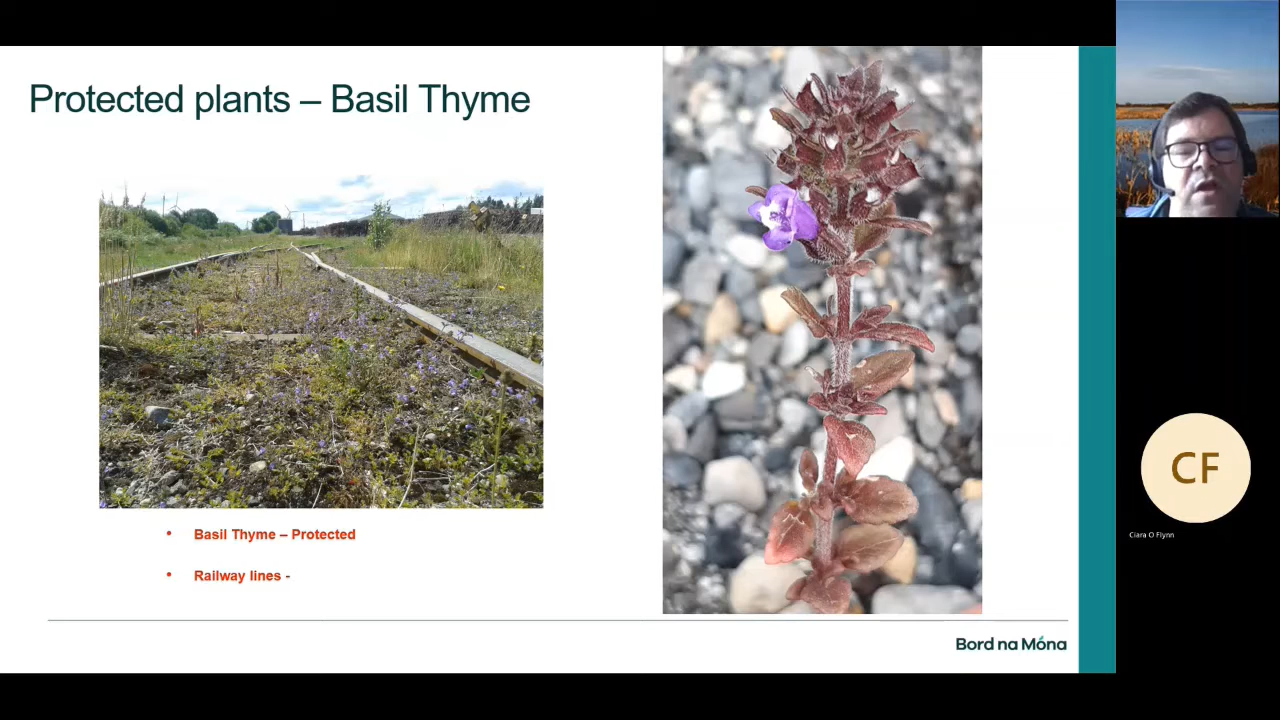 Protected plants – Basil Thyme
• Basil Thyme – Protected
• Railway lines -
Bord na Móna
CF
Ciara O Flynn